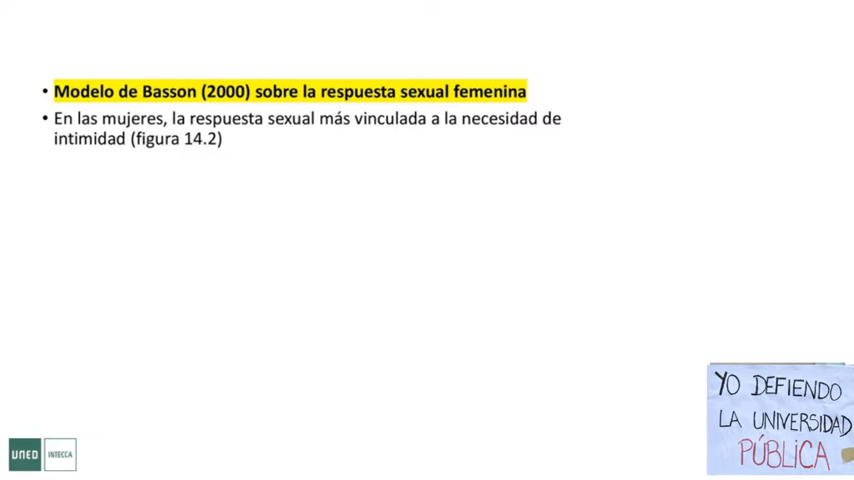 • Modelo de Basson (2000) sobre la respuesta sexual femenina
• En las mujeres, la respuesta sexual más vinculada a la necesidad de
intimidad (figura 14.2)
YO DEFIENDO
LA UNIVERSIDAD
PÚBLICA
UNED INTECCA